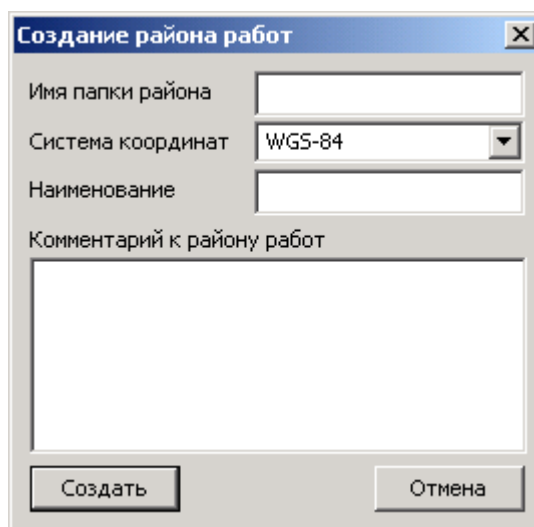 Создание района работ
Имя папки района
Система координат WGS-84
Наименование
Комментарий к району работ
Создать Отмена